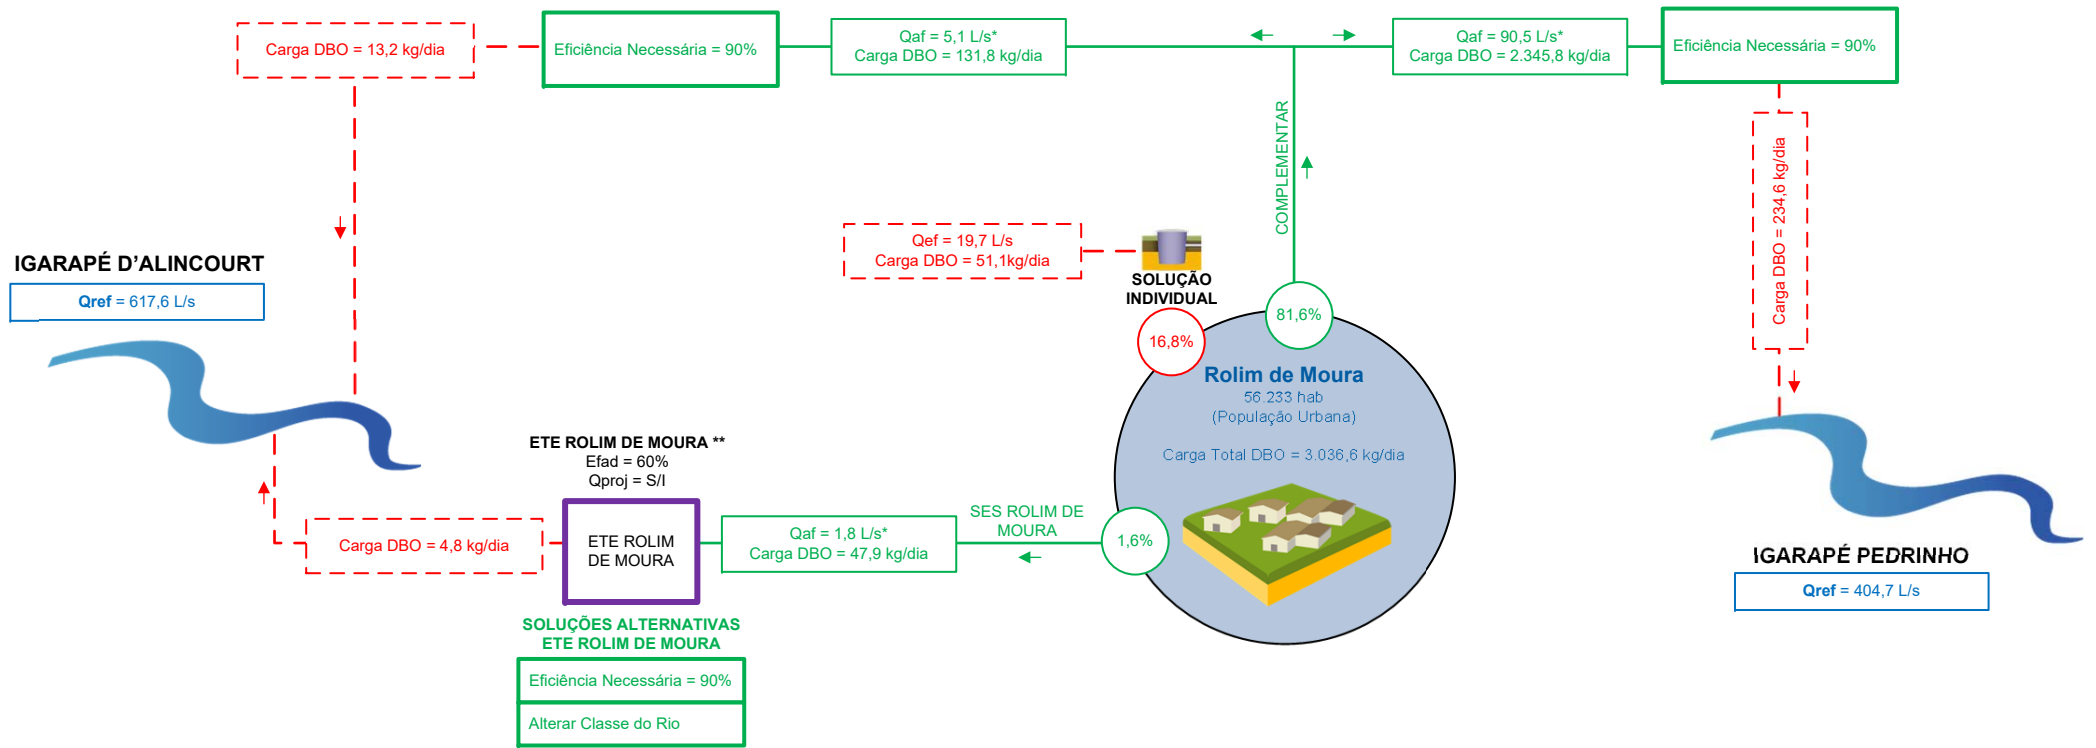 Carga DBO = 13,2 kg/dia
Eficiência Necessária = 90%
Qaf = 5,1 L/s*
Carga DBO = 131,8 kg/dia
Qaf = 90,5 L/s*
Carga DBO = 2.345,8 kg/dia
Eficiência Necessária = 90%
COMPLEMENTAR
Carga DBO = 234,6 kg/dia
Qef = 19,7 L/s
Carga DBO = 51,1kg/dia
SOLUÇÃO
INDIVIDUAL
IGARAPÉ D’ALINCOURT
Qref = 617,6 L/s
81,6%
16,8%
Rolim de Moura
56.233 hab
(População Urbana)
Carga Total DBO = 3.036,6 kg/dia
ETE ROLIM DE MOURA **
Efad = 60%
Qproj = S/I
ETE ROLIM
DE MOURA
Carga DBO = 4,8 kg/dia
Qaf = 1,8 L/s*
Carga DBO = 47,9 kg/dia
SES ROLIM DE
MOURA
1,6%
IGARAPÉ PEDRINHO
Qref = 404,7 L/s
SOLUÇÕES ALTERNATIVAS
ETE ROLIM DE MOURA
Eficiência Necessária = 90%
Alterar Classe do Rio